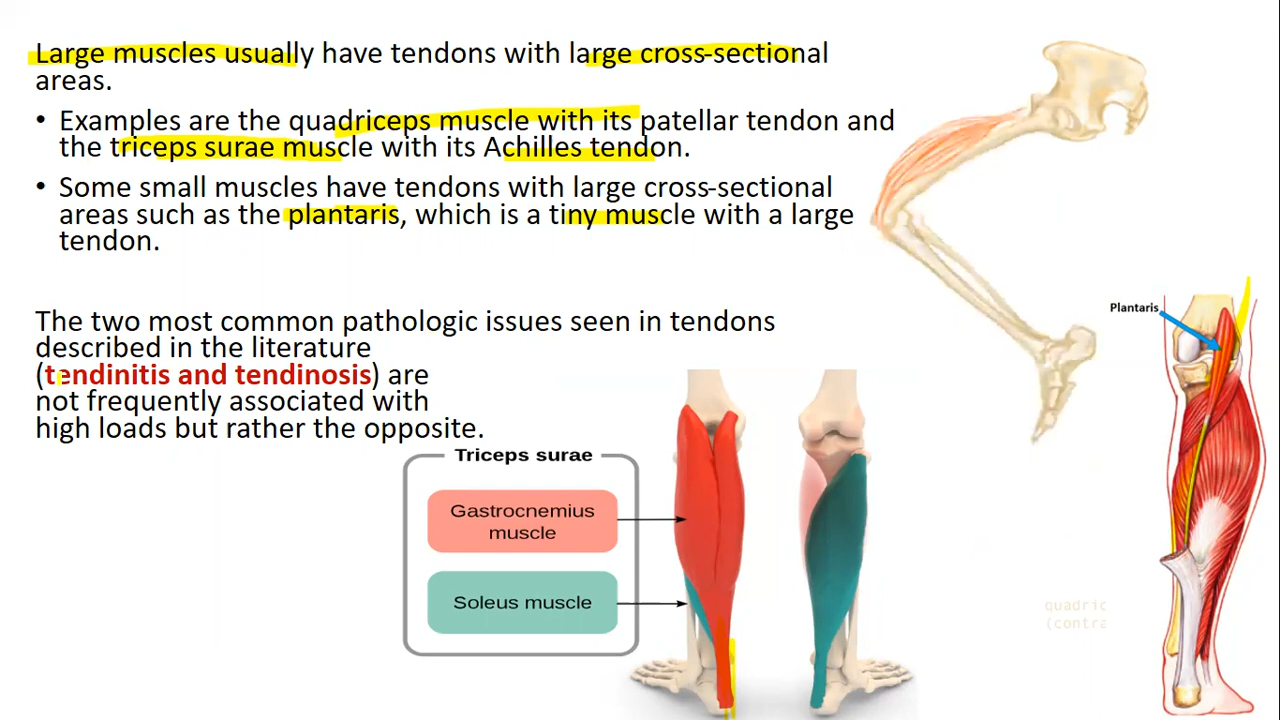 Large muscles usually have tendons with large cross-sectional
areas.
• Examples are the quadriceps muscle with its patellar tendon and
the triceps surae muscle with its Achilles tendon.
• Some small muscles have tendons with large cross-sectional
areas such as the plantaris, which is a tiny muscle with a large
tendon.
The two most common pathologic issues seen in tendons
described in the literature
(tendinitis and tendinosis) are
not frequently associated with
high loads but rather the opposite.
Plantaris
Triceps surae
Gastrocnemius
muscle
Soleus muscle
quadric
(contra